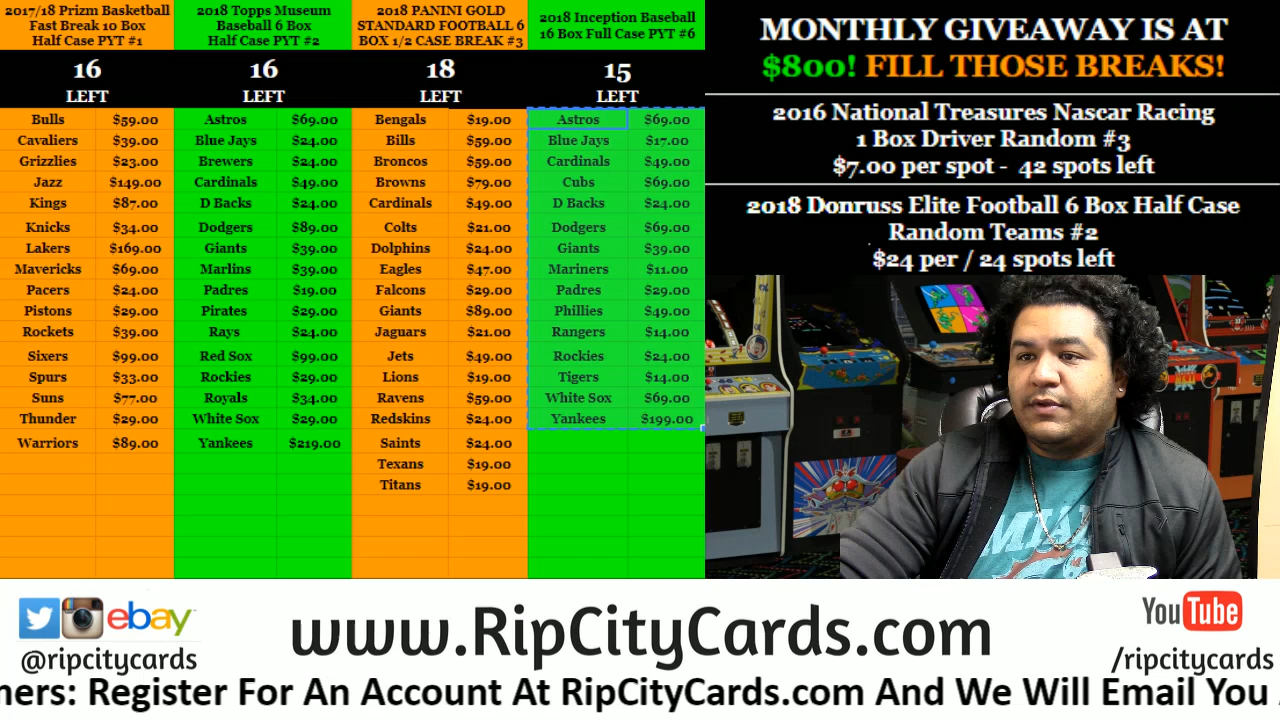 2017/18 Prizm Basketball
Fast Break 10 Box
Half Case PYT #1
16
LEFT
Bulls $59.00
Cavaliers $39.00
Grizzlies $23.00
Jazz $149.00
Kings $87.00
Knicks $34.00
Lakers $169.00
Mavericks $69.00
Pacers $24.00
Pistons $29.00
Rockets $39.00
Sixers $99.00
Spurs $33.00
Suns $77.00
Thunder $29.00
Warriors $89.00
2018 Topps Museum
Baseball 6 Box
Half Case PYT #2
16
LEFT
Astros $69.00
Blue Jays $24.00
Brewers $24.00
Cardinals $49.00
D Backs $24.00
Dodgers $89.00
Giants $39.00
Marlins $39.00
Padres $19.00
Pirates $29.00
Rays $24.00
Red Sox $99.00
Rockies $29.00
Royals $34.00
White Sox $29.00
Yankees $219.00
2018 PANINI GOLD
STANDARD FOOTBALL 6
BOX 1/2 CASE BREAK #3
18
LEFT
Bengals $19.00
Bills $59.00
Broncos $59.00
Browns $79.00
Cardinals $49.00
Colts $21.00
Dolphins $24.00
Eagles $47.00
Falcons $29.00
Giants $89.00
Jaguars $21.00
Jets $49.00
Lions $19.00
Ravens $59.00
Redskins $24.00
Saints $24.00
Texans $19.00
Titans $19.00
2018 Inception Baseball
16 Box Full Case PYT #6
15
LEFT
Astros $69.00
Blue Jays $17.00
Cardinals $49.00
Cubs $69.00
D Backs $24.00
Dodgers $69.00
Giants $39.00
Mariners $11.00
Padres $29.00
Phillies $49.00
Rangers $14.00
Rockies $24.00
Tigers $14.00
White Sox $69.00
Yankees $199.00
MONTHLY GIVEAWAY IS AT
$800! FILL THOSE BREAKS!
2016 National Treasures Nascar Racing
1 Box Driver Random #3
$7.00 per spot - 42 spots left
2018 Donruss Elite Football 6 Box Half Case
Random Teams #2
$24 per / 24 spots left
MIAMI
ebay
@ripcitycards
www.RipCityCards.com
YouTube
/ripcitycards
ners: Register For An Account At RipCityCards.com And We Will Email You